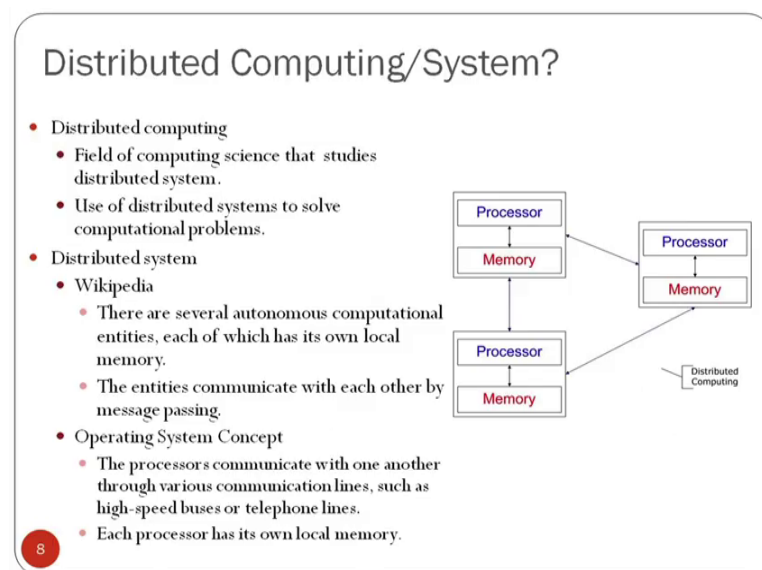 Distributed Computing/System?
Distributed computing
Field of computing science that studies
distributed system.
Use of distributed systems to solve
computational problems.
Distributed system
Wikipedia
There are several autonomous computational
entities, each of which has its own local
memory.
The entities communicate with each other by
message passing.
Operating System Concept
The processors communicate with one another
through various communication lines, such as
high-speed buses or telephone lines.
Each processor has its own local memory.
Processor
Memory
Processor
Memory
Processor
Memory
Distributed
Computing
8